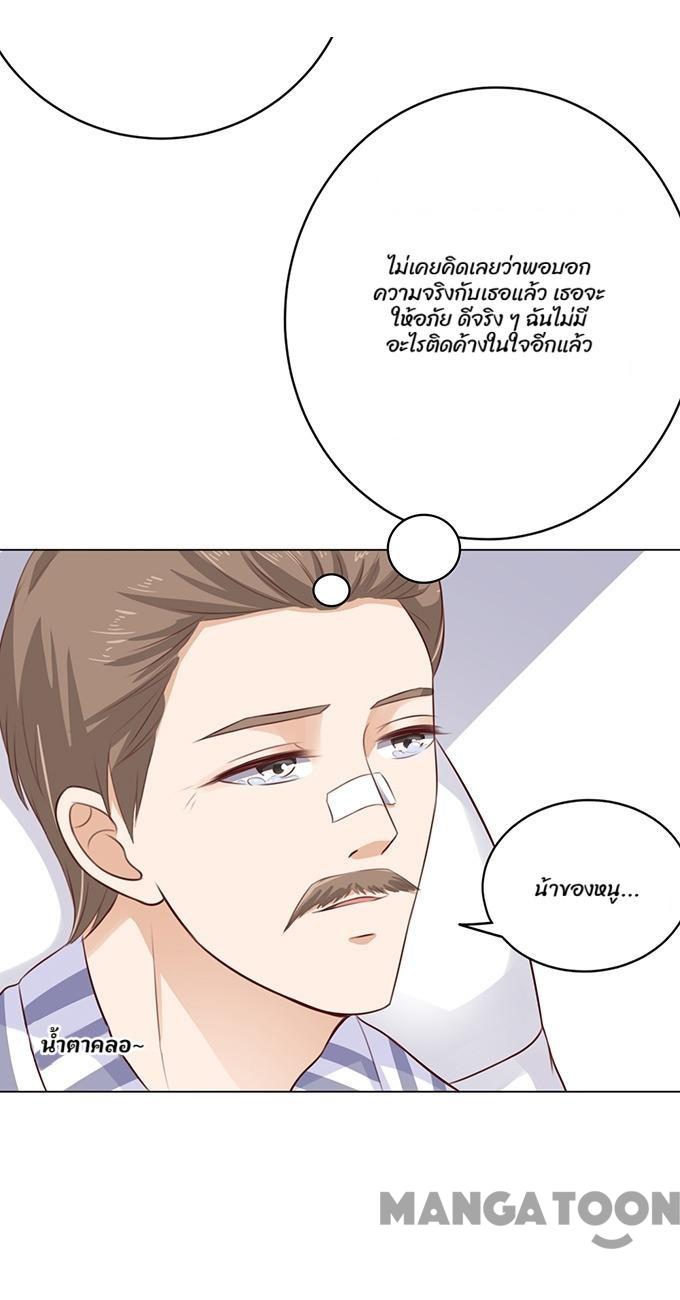 ไม่เคยคิดเลยว่าพอบอก
ความจริงกับเธอแล้ว เธอจะ
ให้อภัย ดีจริง ๆ ฉันไม่มี
อะไรติดค้างในใจอีกแล้ว
น้าของหนู...
น้ำตาคลอ~
MANGATOON